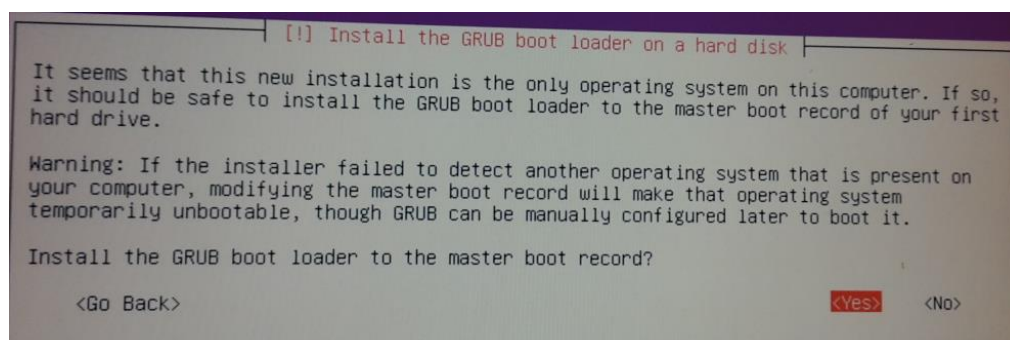 [!] Install the GRUB boot loader on a hard disk
It seems that this new installation is the only operating system on this computer. If so,
it should be safe to install the GRUB boot loader to the master boot record of your first
hard drive.
Warning: If the installer failed to detect another operating system that is present on
your computer, modifying the master boot record will make that operating system
temporarily unbootable, though GRUB can be manually configured later to boot it.
Install the GRUB boot loader to the master boot record?
<Go Back> <Yes> <No>